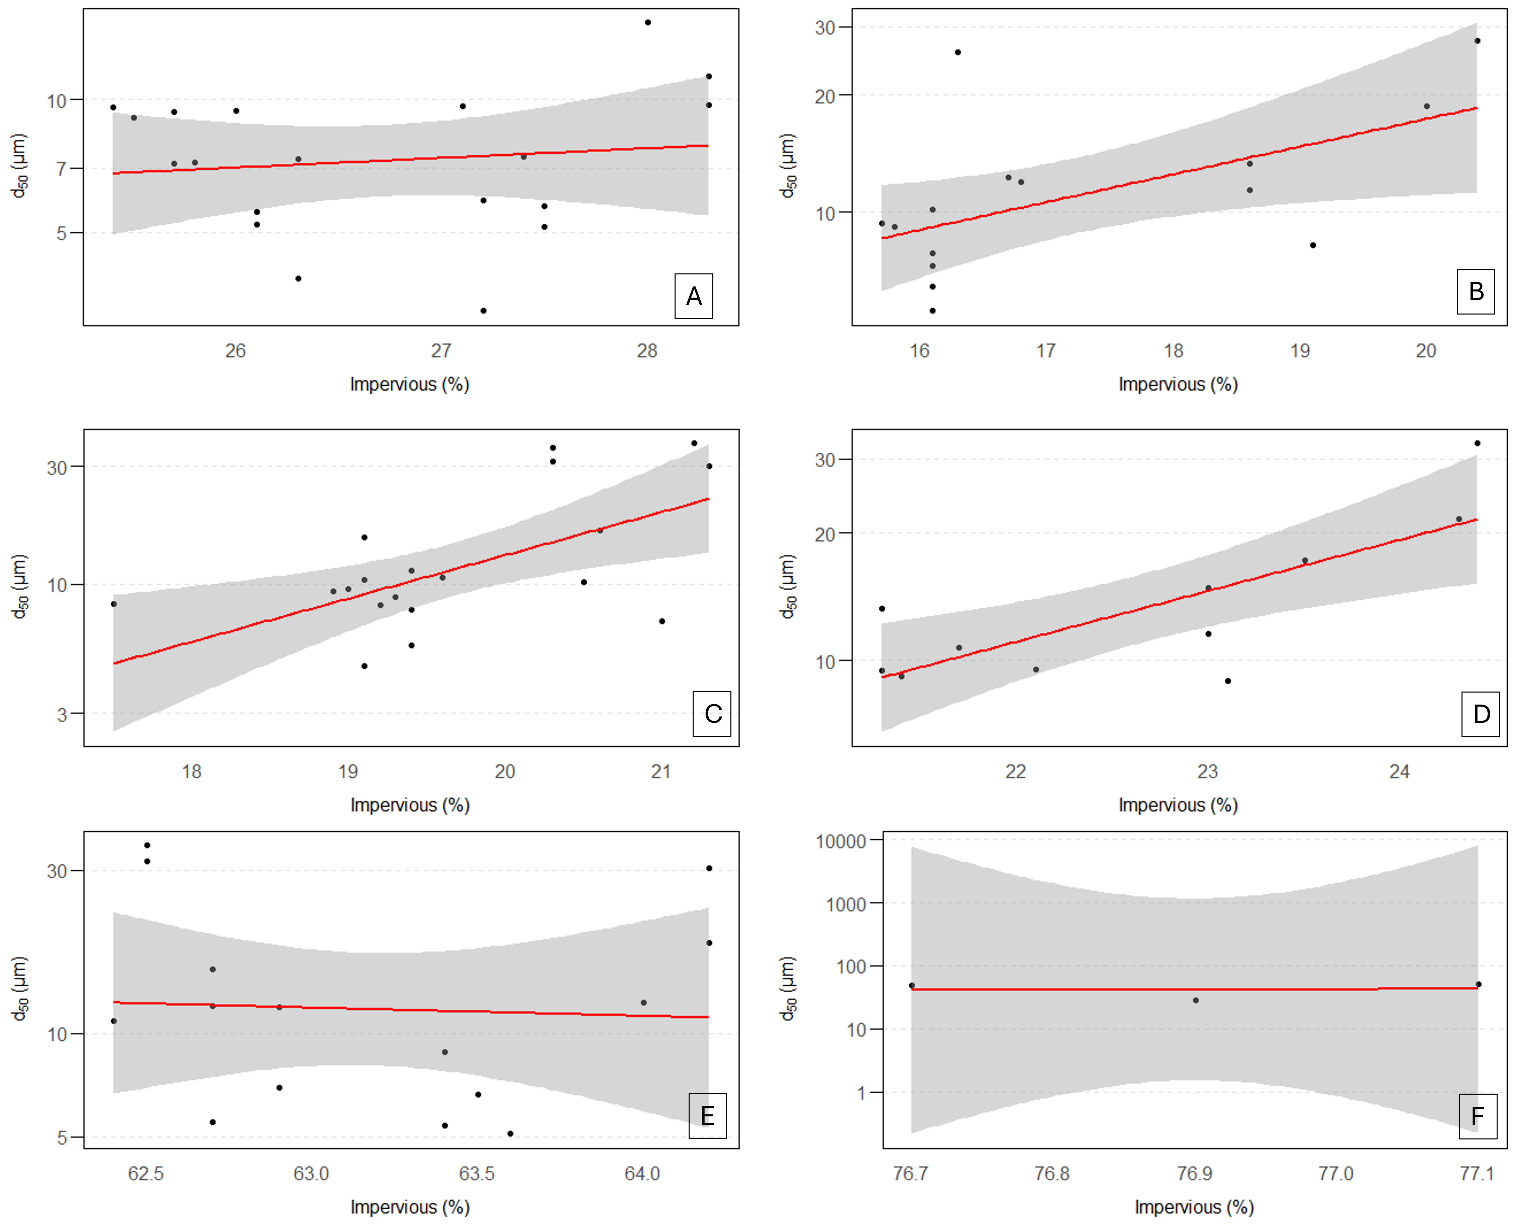 10
7
5
d50 (μm)
A
26 27 28
Impervious (%)
30
20
10
d50 (μm)
B
16 17 18 19 20
Impervious (%)
30
10
3
d50 (μm)
C
18 19 20 21
Impervious (%)
30
20
10
d50 (μm)
D
22 23 24
Impervious (%)
30
10
5
d50 (μm)
E
62.5 63.0 63.5 64.0
Impervious (%)
10000
1000
100
10
1
d50 (μm)
F
76.7 76.8 76.9 77.0 77.1
Impervious (%)